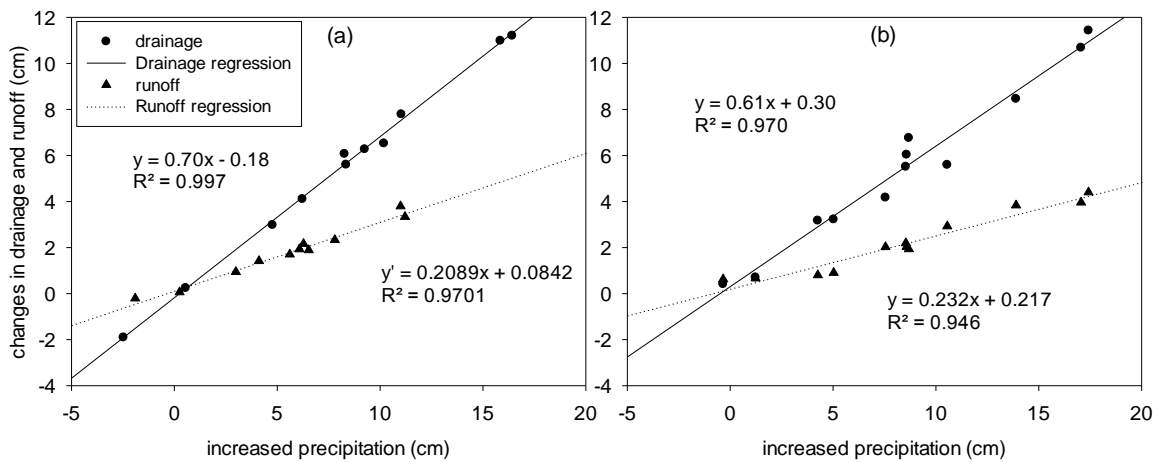 (a)
drainage
Drainage regression
runoff
Runoff regression
y = 0.70x - 0.18
R² = 0.997
y' = 0.2089x + 0.0842
R² = 0.9701
changes in drainage and runoff (cm)
12
10
8
6
4
2
0
-2
-4
-5
0
5
10
15
20
increased precipitation (cm)
(b)
y = 0.61x + 0.30
R² = 0.970
y = 0.232x + 0.217
R² = 0.946
12
10
8
6
4
2
0
-2
-4
-5
0
5
10
15
20
increased precipitation (cm)